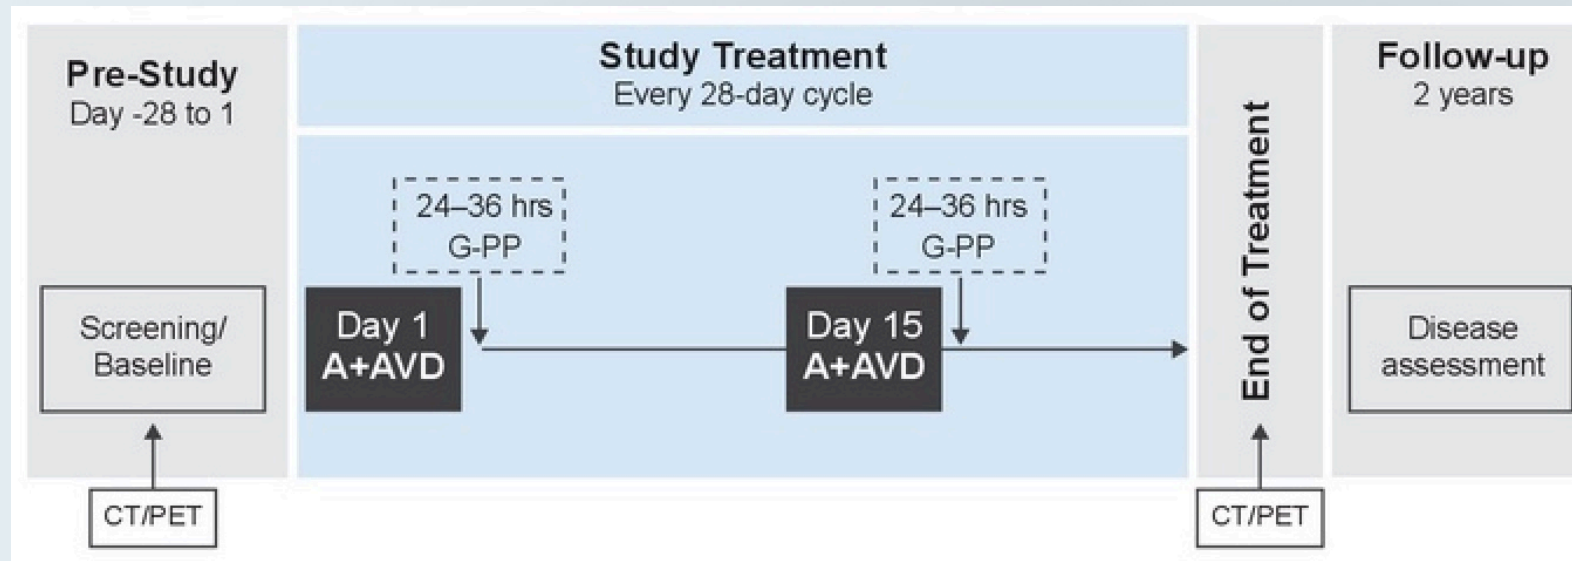 Pre-Study
Day -28 to 1
Screening/
Baseline
CT/PET
Study Treatment
Every 28-day cycle
24–36 hrs
G-PP
Day 1
A+AVD
24–36 hrs
G-PP
Day 15
A+AVD
End of Treatment
CT/PET
Follow-up
2 years
Disease
assessment